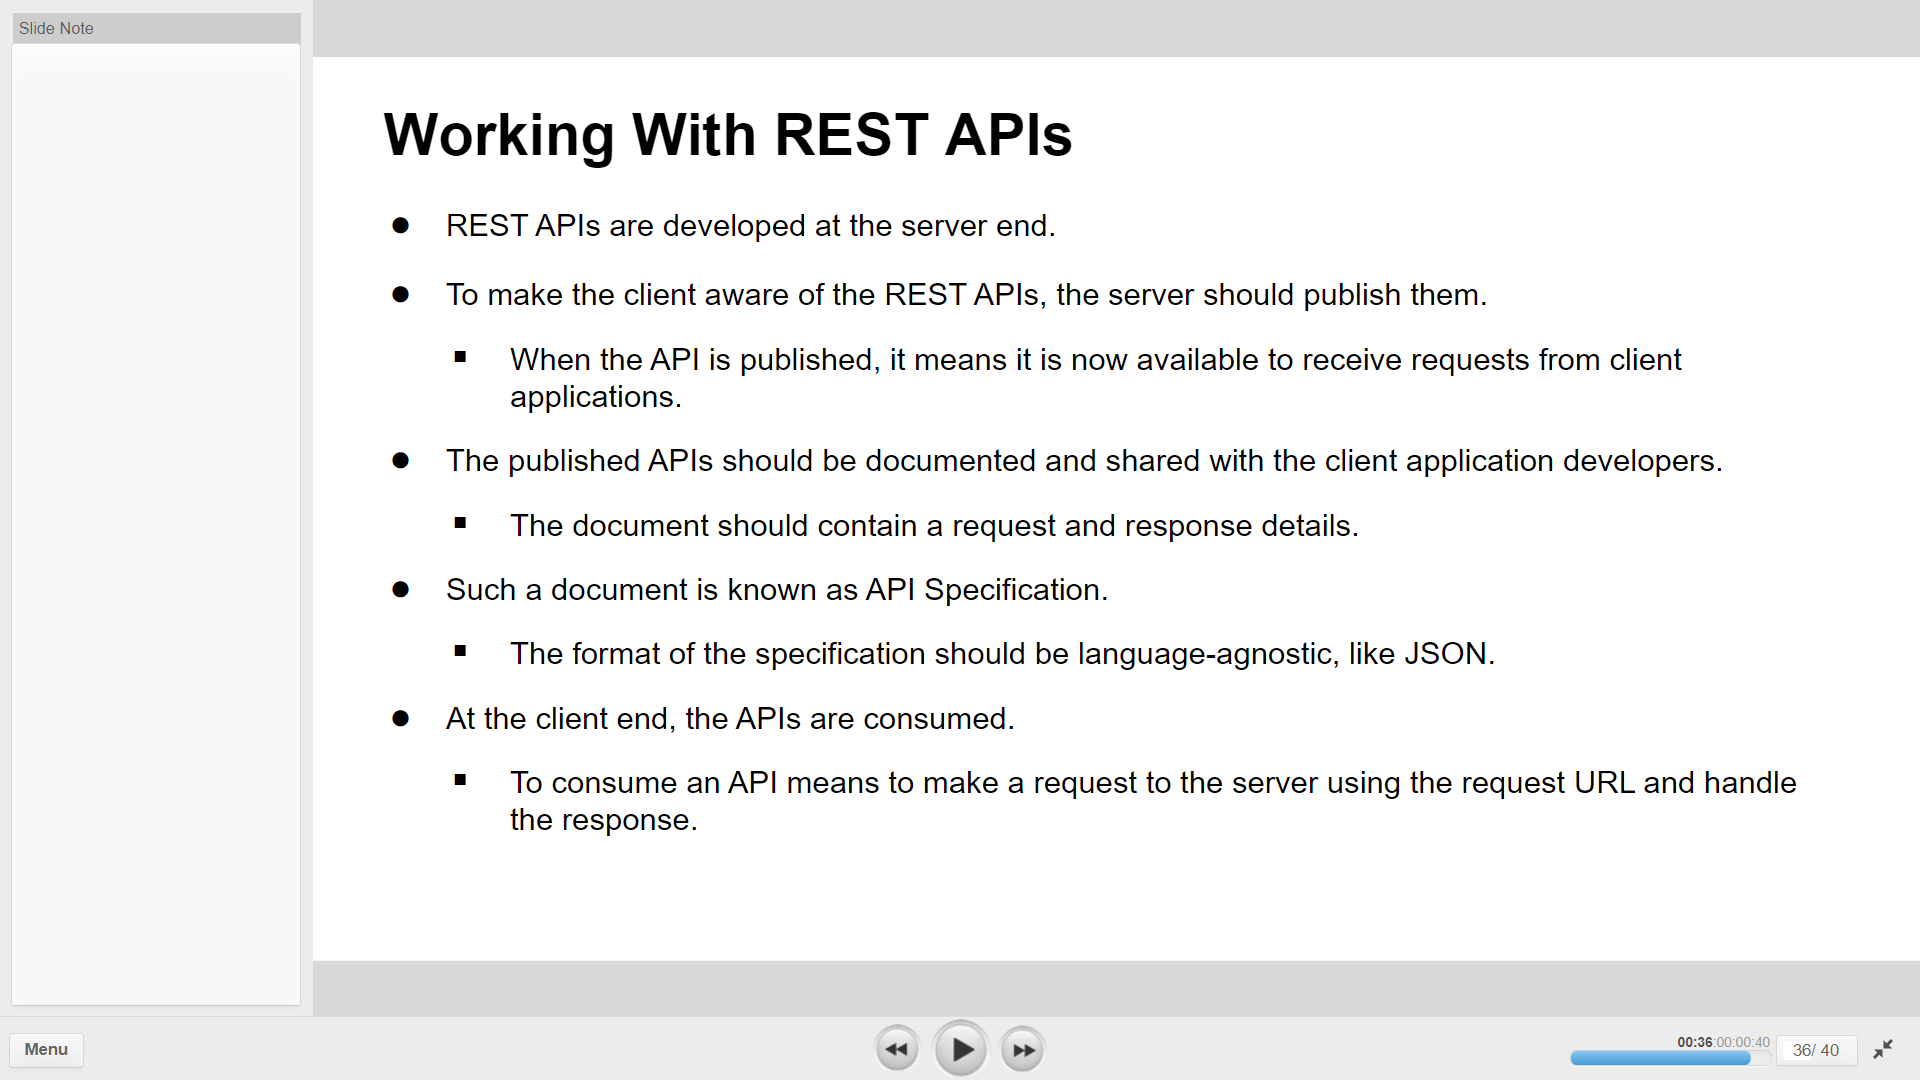 Slide Note
Working With REST APIs
● REST APIs are developed at the server end.
● To make the client aware of the REST APIs, the server should publish them.
▪ When the API is published, it means it is now available to receive requests from client
applications.
● The published APIs should be documented and shared with the client application developers.
▪ The document should contain a request and response details.
● Such a document is known as API Specification.
▪ The format of the specification should be language-agnostic, like JSON.
● At the client end, the APIs are consumed.
▪ To consume an API means to make a request to the server using the request URL and handle
the response.
Menu
00:36:00:00:40
36/ 40